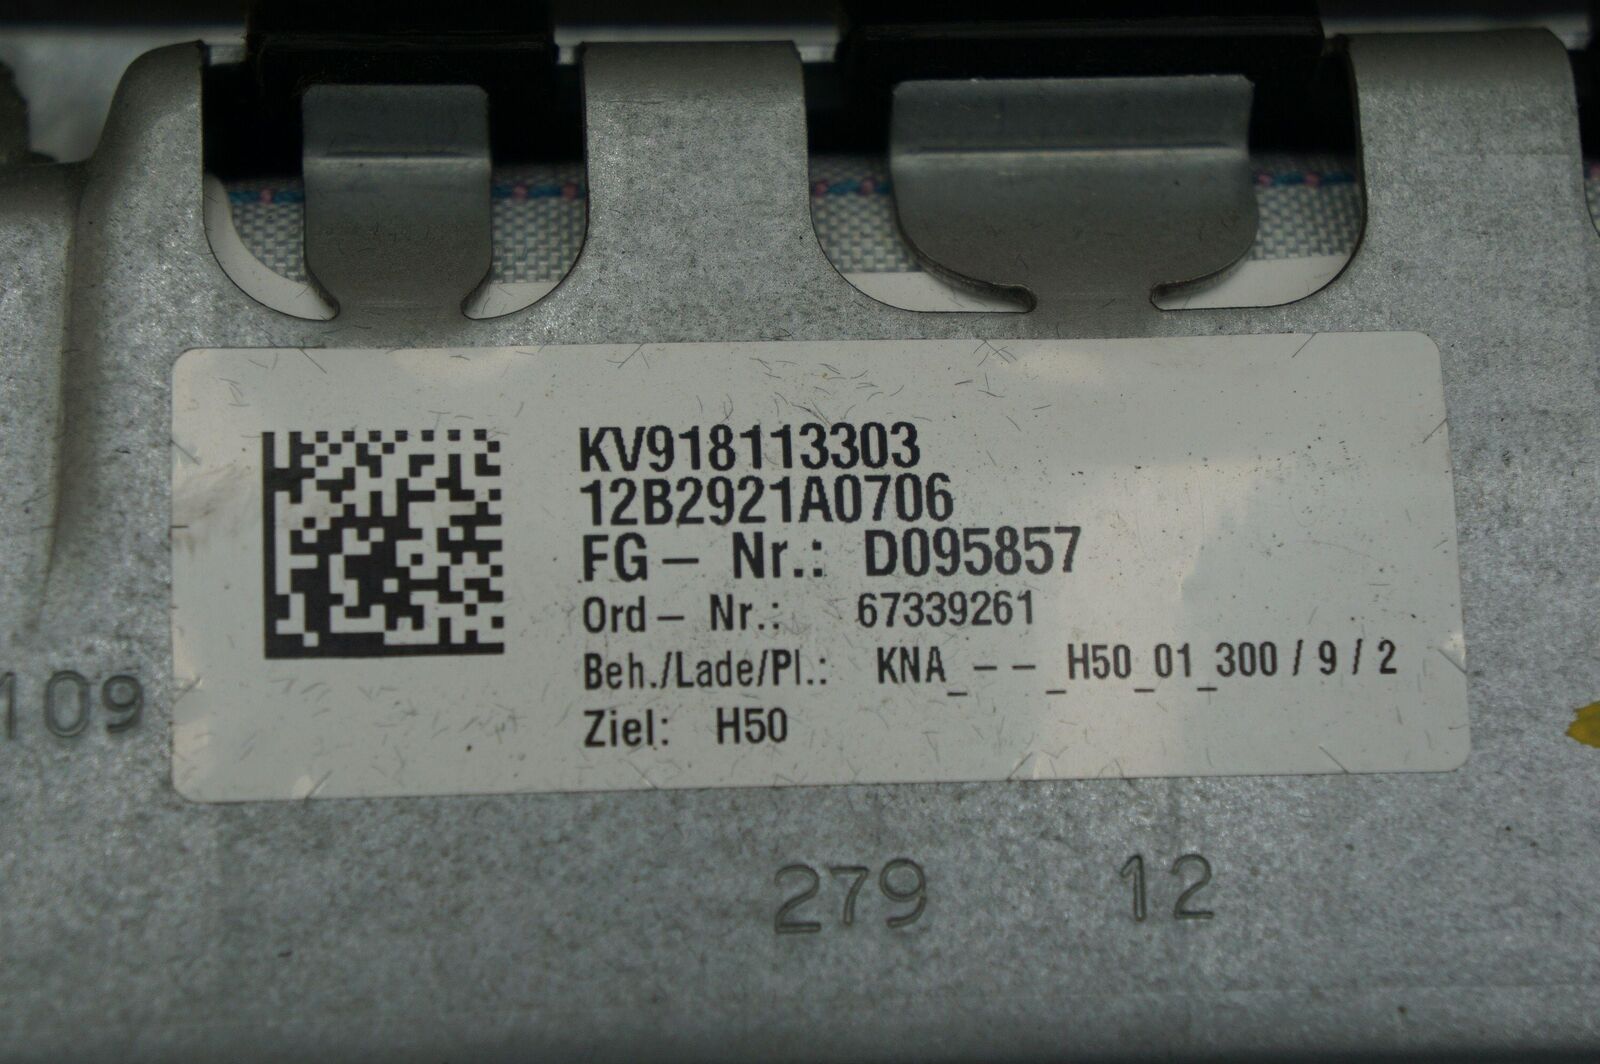 KV918113303
12B2921A0706
FG- Nr.: D095857
Ord- Nr.: 67339261
Beh./Lade/Pl.: KNA_--_H50_01_300/9/2
Ziel: H50
109
279 12